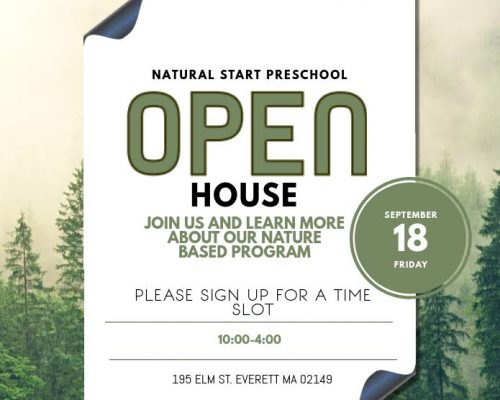 NATURAL START PRESCHOOL
OPEN
HOUSE
JOIN US AND LEARN MORE
ABOUT OUR NATURE
BASED PROGRAM
SEPTEMBER
18
FRIDAY
PLEASE SIGN UP FOR A TIME
SLOT
10:00-4:00
195 ELM ST. EVERETT MA 02149